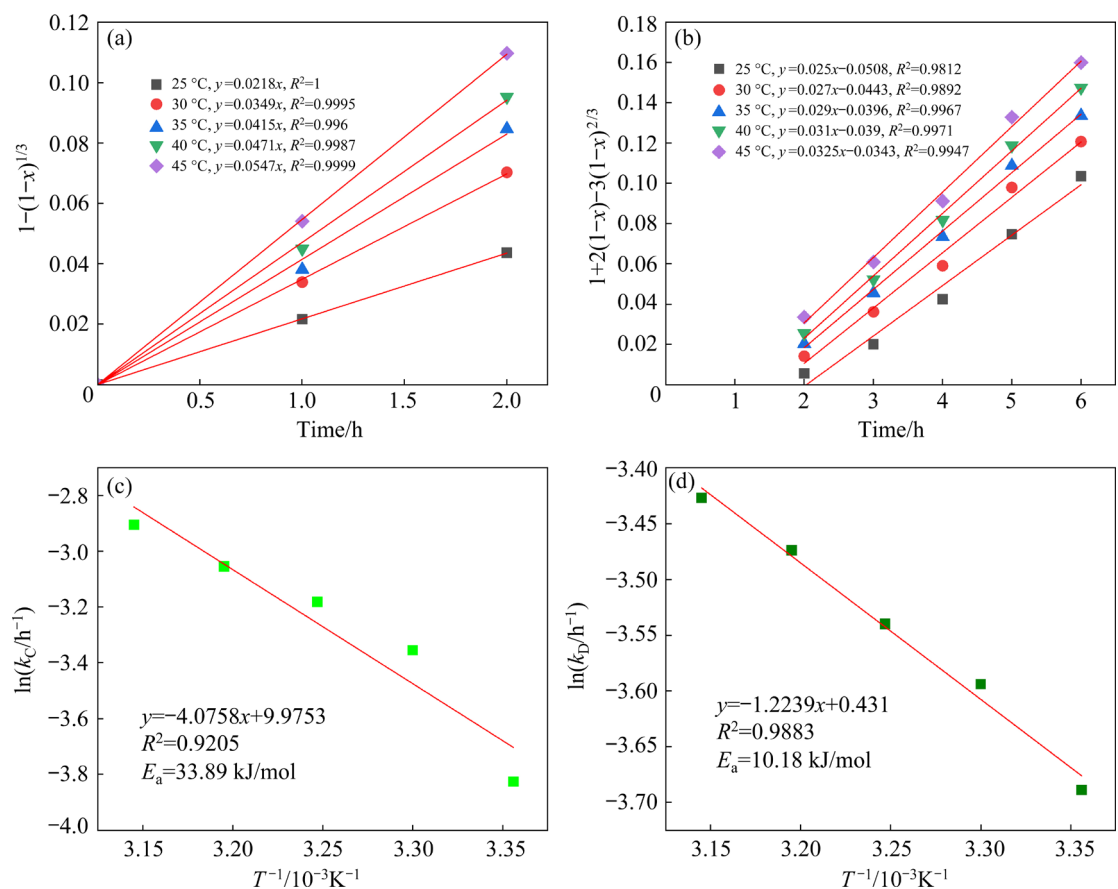 (a)
1−(1−x)^{1/3}
0.12
0.10
0.08
0.06
0.04
0.02
0
25 °C, y=0.0218x, R²=1
30 °C, y=0.0349x, R²=0.9995
35 °C, y=0.0415x, R²=0.996
40 °C, y=0.0471x, R²=0.9987
45 °C, y=0.0547x, R²=0.9999
0.5 1.0 1.5 2.0
Time/h
(b)
1+2(1−x)−3(1−x)^{2/3}
0.18
0.16
0.14
0.12
0.10
0.08
0.06
0.04
0.02
0
25 °C, y=0.025x−0.0508, R²=0.9812
30 °C, y=0.027x−0.0443, R²=0.9892
35 °C, y=0.029x−0.0396, R²=0.9967
40 °C, y=0.031x−0.039, R²=0.9971
45 °C, y=0.0325x−0.0343, R²=0.9947
1 2 3 4 5 6
Time/h
(c)
ln(k_C/h⁻¹)
−2.8
−3.0
−3.2
−3.4
−3.6
−3.8
−4.0
y=−4.0758x+9.9753
R²=0.9205
E_a=33.89 kJ/mol
3.15 3.20 3.25 3.30 3.35
T⁻¹/10⁻³K⁻¹
(d)
ln(k_D/h⁻¹)
−3.40
−3.45
−3.50
−3.55
−3.60
−3.65
−3.70
y=−1.2239x+0.431
R²=0.9883
E_a=10.18 kJ/mol
3.15 3.20 3.25 3.30 3.35
T⁻¹/10⁻³K⁻¹